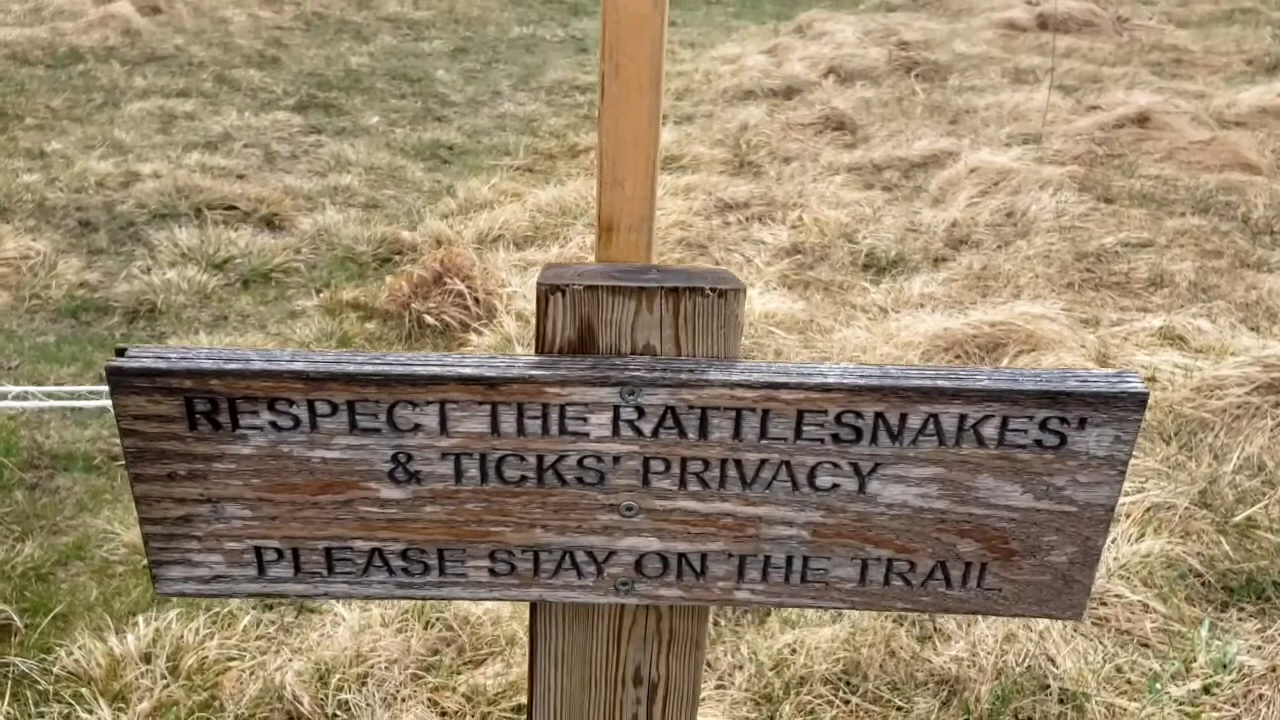 RESPECT THE RATTLESNAKES'
& TICKS' PRIVACY
PLEASE STAY ON THE TRAIL